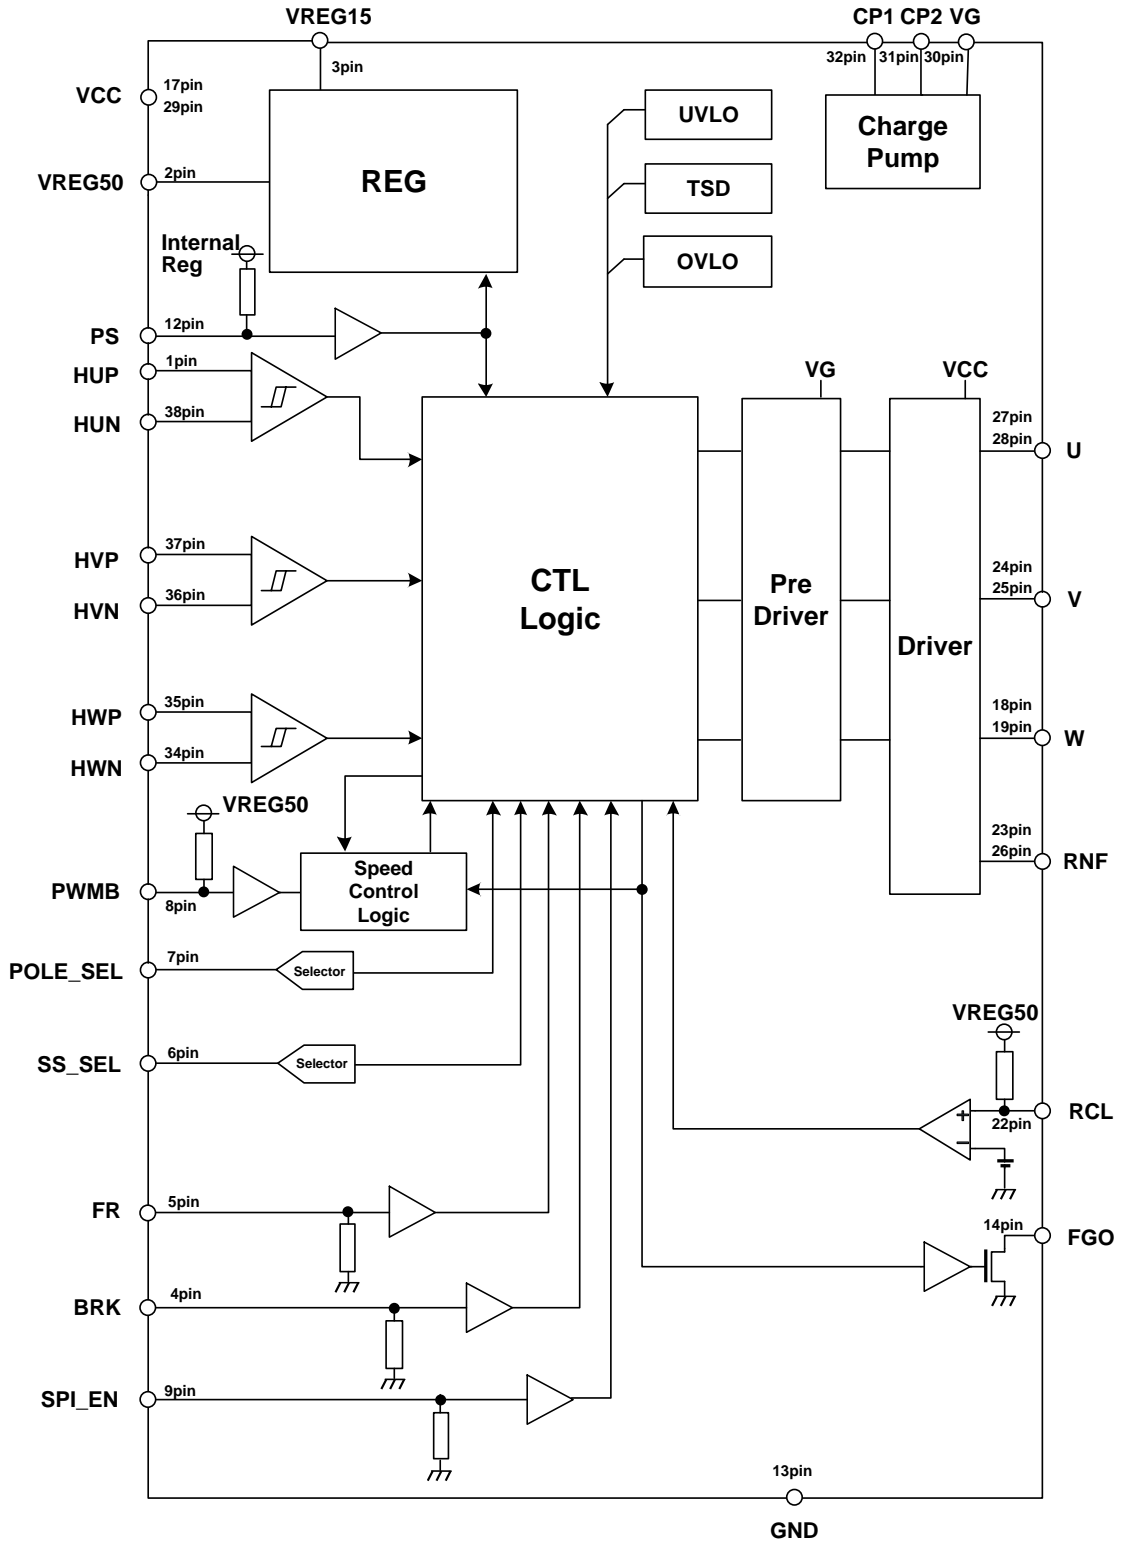 VREG15
CP1 CP2 VG
3pin
32pin
31pin
30pin
VCC
17pin
29pin
REG
UVLO
Charge
Pump
VREG50
2pin
TSD
Internal
Reg
OVLO
PS
12pin
HUP
1pin
HUN
38pin
VG
VCC
27pin
28pin
U
HVP
37pin
HVN
36pin
CTL
Logic
Pre
Driver
Driver
24pin
25pin
V
HWP
35pin
HWN
34pin
18pin
19pin
W
VREG50
PWMB
8pin
Speed
Control
Logic
23pin
26pin
RNF
POLE_SEL
7pin
Selector
SS_SEL
6pin
Selector
VREG50
+
−
22pin
RCL
FR
5pin
14pin
FGO
BRK
4pin
SPI_EN
9pin
13pin
GND